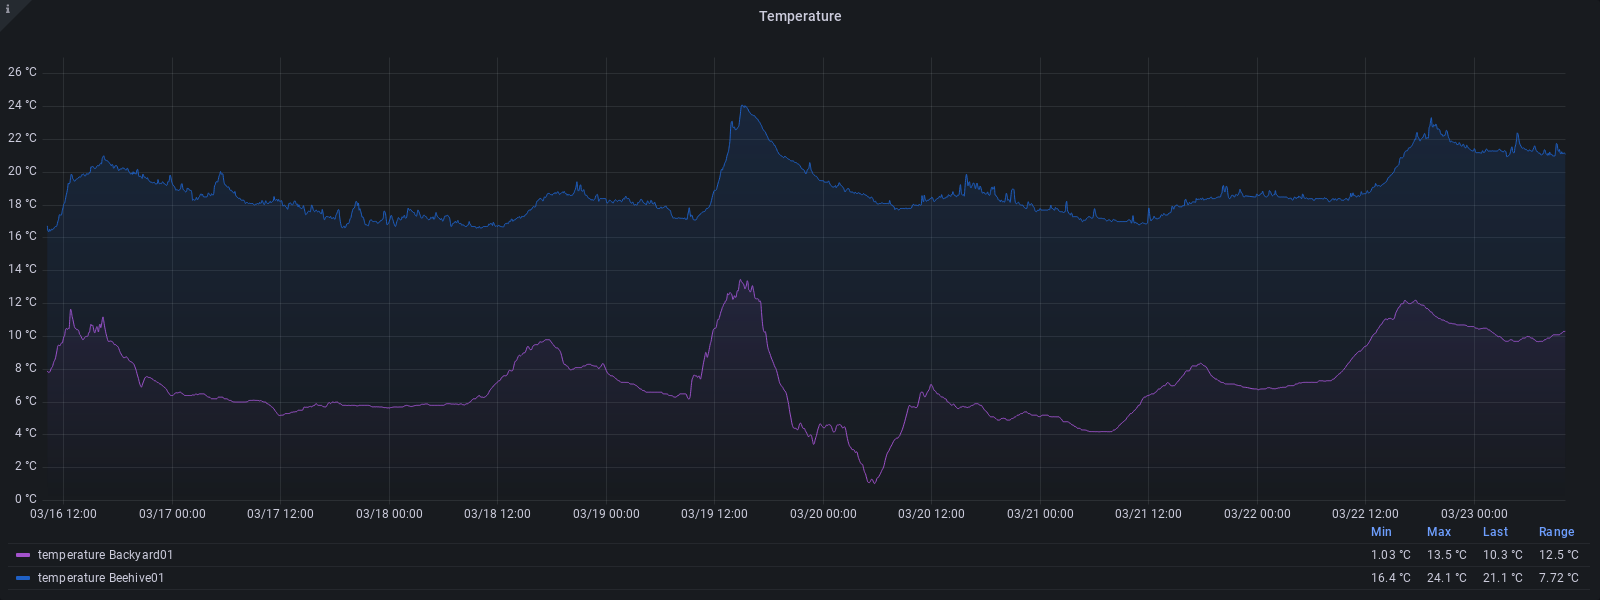 i
Temperature
26 °C
24 °C
22 °C
20 °C
18 °C
16 °C
14 °C
12 °C
10 °C
8 °C
6 °C
4 °C
2 °C
0 °C
03/16 12:00 03/17 00:00 03/17 12:00 03/18 00:00 03/18 12:00 03/19 00:00 03/19 12:00 03/20 00:00 03/20 12:00 03/21 00:00 03/21 12:00 03/22 00:00 03/22 12:00 03/23 00:00
Min Max Last Range
temperature Backyard01 1.03 °C 13.5 °C 10.3 °C 12.5 °C
temperature Beehive01 16.4 °C 24.1 °C 21.1 °C 7.72 °C